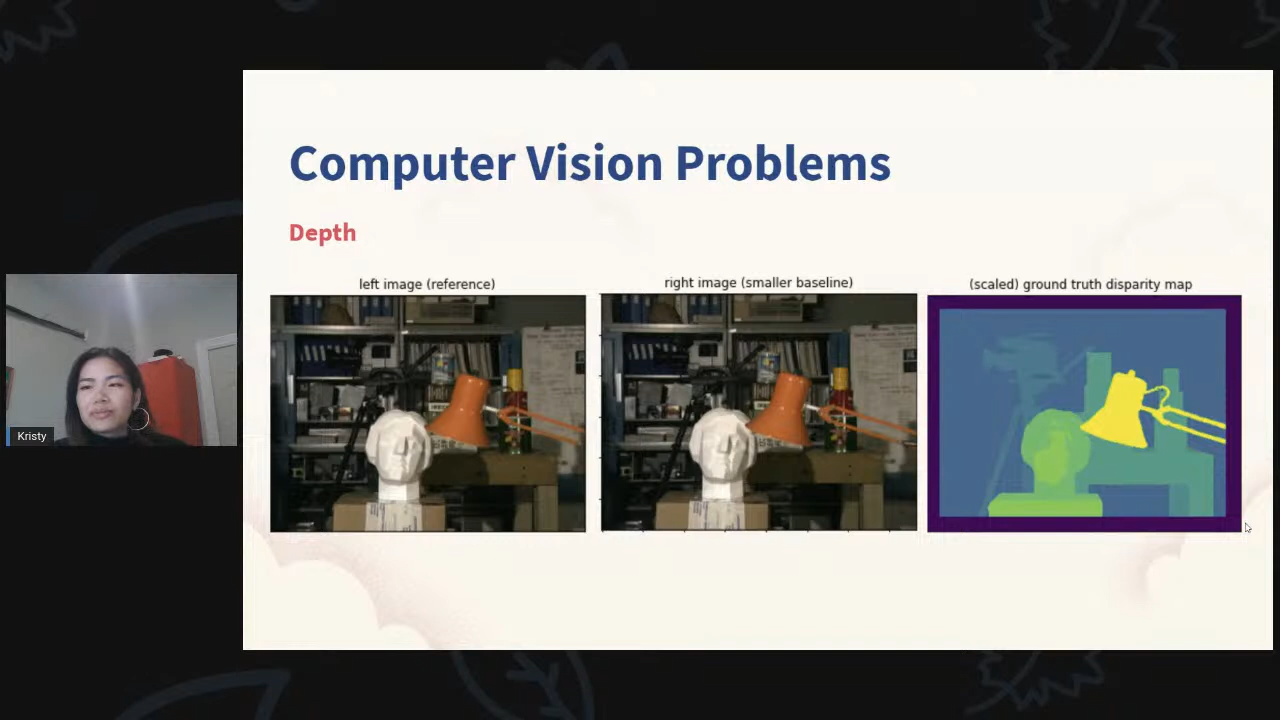 Computer Vision Problems
Depth
left image (reference)
right image (smaller baseline)
(scaled) ground truth disparity map
Kristy